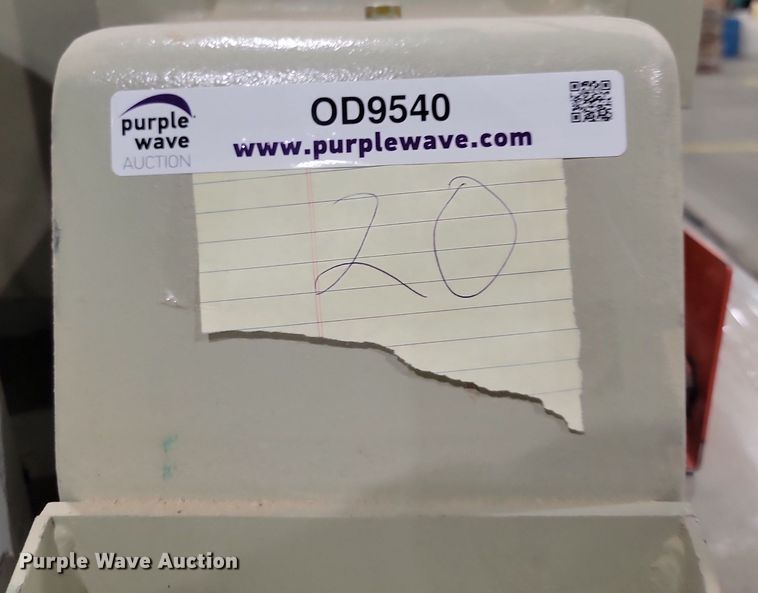 purple
wave
AUCTION
OD9540
www.purplewave.com
20
Purple Wave Auction